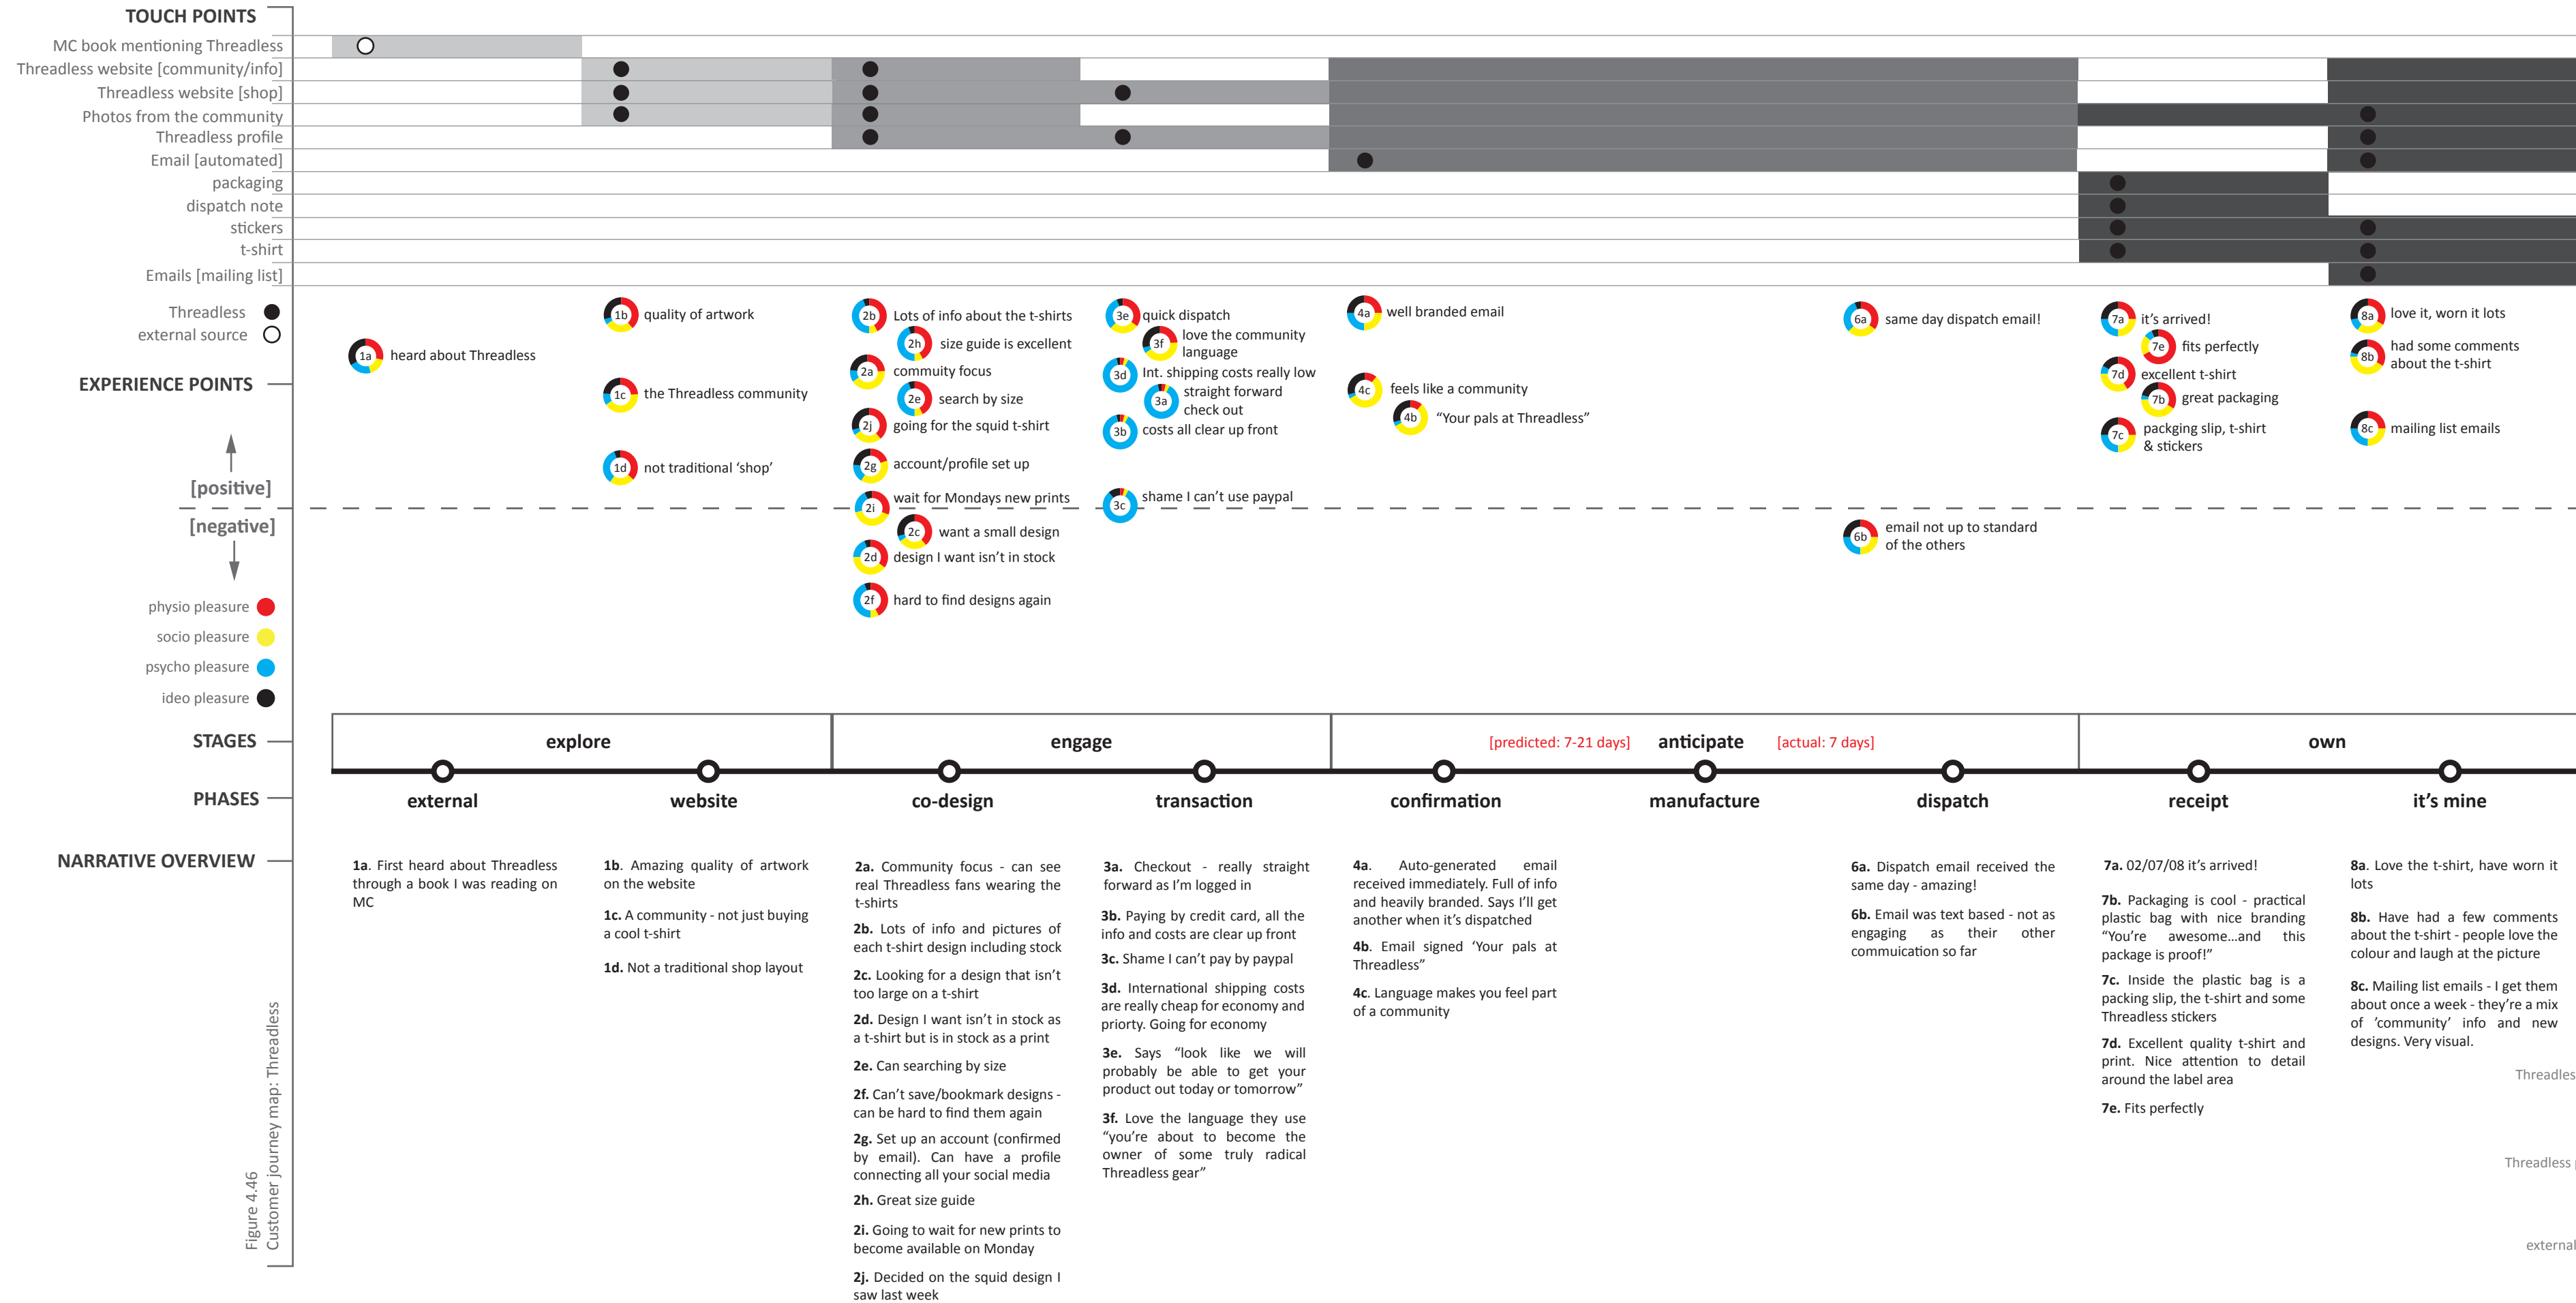 TOUCH POINTS
MC book mentioning Threadless
Threadless website [community/info]
Threadless website [shop]
Photos from the community
Threadless profile
Email [automated]
packaging
dispatch note
stickers
t-shirt
Emails [mailing list]
Threadless
external source
EXPERIENCE POINTS
[positive]
[negative]
physio pleasure
socio pleasure
psycho pleasure
ideo pleasure
1a heard about Threadless
1b quality of artwork
1c the Threadless community
1d not traditional ‘shop’
2b Lots of info about the t-shirts
2h size guide is excellent
2a commuity focus
2e search by size
2j going for the squid t-shirt
2g account/profile set up
2i wait for Mondays new prints
2c want a small design
2d design I want isn’t in stock
2f hard to find designs again
3e quick dispatch
3f love the community
language
3d Int. shipping costs really low
3a straight forward
check out
3b costs all clear up front
3c shame I can’t use paypal
4a well branded email
4c feels like a community
4b “Your pals at Threadless”
6a same day dispatch email!
6b email not up to standard
of the others
7a it’s arrived!
7e fits perfectly
7d excellent t-shirt
7b great packaging
7c packging slip, t-shirt
& stickers
8a love it, worn it lots
8b had some comments
about the t-shirt
8c mailing list emails
STAGES
explore
engage
[predicted: 7-21 days] anticipate [actual: 7 days]
own
PHASES
external
website
co-design
transaction
confirmation
manufacture
dispatch
receipt
it’s mine
NARRATIVE OVERVIEW
1a. First heard about Threadless
through a book I was reading on
MC
1b. Amazing quality of artwork
on the website
1c. A community - not just buying
a cool t-shirt
1d. Not a traditional shop layout
2a. Community focus - can see
real Threadless fans wearing the
t-shirts
2b. Lots of info and pictures of
each t-shirt design including stock
2c. Looking for a design that isn’t
too large on a t-shirt
2d. Design I want isn’t in stock as
a t-shirt but is in stock as a print
2e. Can searching by size
2f. Can’t save/bookmark designs -
can be hard to find them again
2g. Set up an account (confirmed
by email). Can have a profile
connecting all your social media
2h. Great size guide
2i. Going to wait for new prints to
become available on Monday
2j. Decided on the squid design I
saw last week
3a. Checkout - really straight
forward as I’m logged in
3b. Paying by credit card, all the
info and costs are clear up front
3c. Shame I can’t pay by paypal
3d. International shipping costs
are really cheap for economy and
priorty. Going for economy
3e. Says “look like we will
probably be able to get your
product out today or tomorrow”
3f. Love the language they use
“you’re about to become the
owner of some truly radical
Threadless gear”
4a. Auto-generated email
received immediately. Full of info
and heavily branded. Says I’ll get
another when it’s dispatched
4b. Email signed ‘Your pals at
Threadless”
4c. Language makes you feel part
of a community
6a. Dispatch email received the
same day - amazing!
6b. Email was text based - not as
engaging as their other
commuication so far
7a. 02/07/08 it’s arrived!
7b. Packaging is cool - practical
plastic bag with nice branding
“You’re awesome...and this
package is proof!”
7c. Inside the plastic bag is a
packing slip, the t-shirt and some
Threadless stickers
7d. Excellent quality t-shirt and
print. Nice attention to detail
around the label area
7e. Fits perfectly
8a. Love the t-shirt, have worn it
lots
8b. Have had a few comments
about the t-shirt - people love the
colour and laugh at the picture
8c. Mailing list emails - I get them
about once a week - they’re a mix
of ’community’ info and new
designs. Very visual.
Threadles
Threadless
external
Figure 4.46
Customer journey map: Threadless